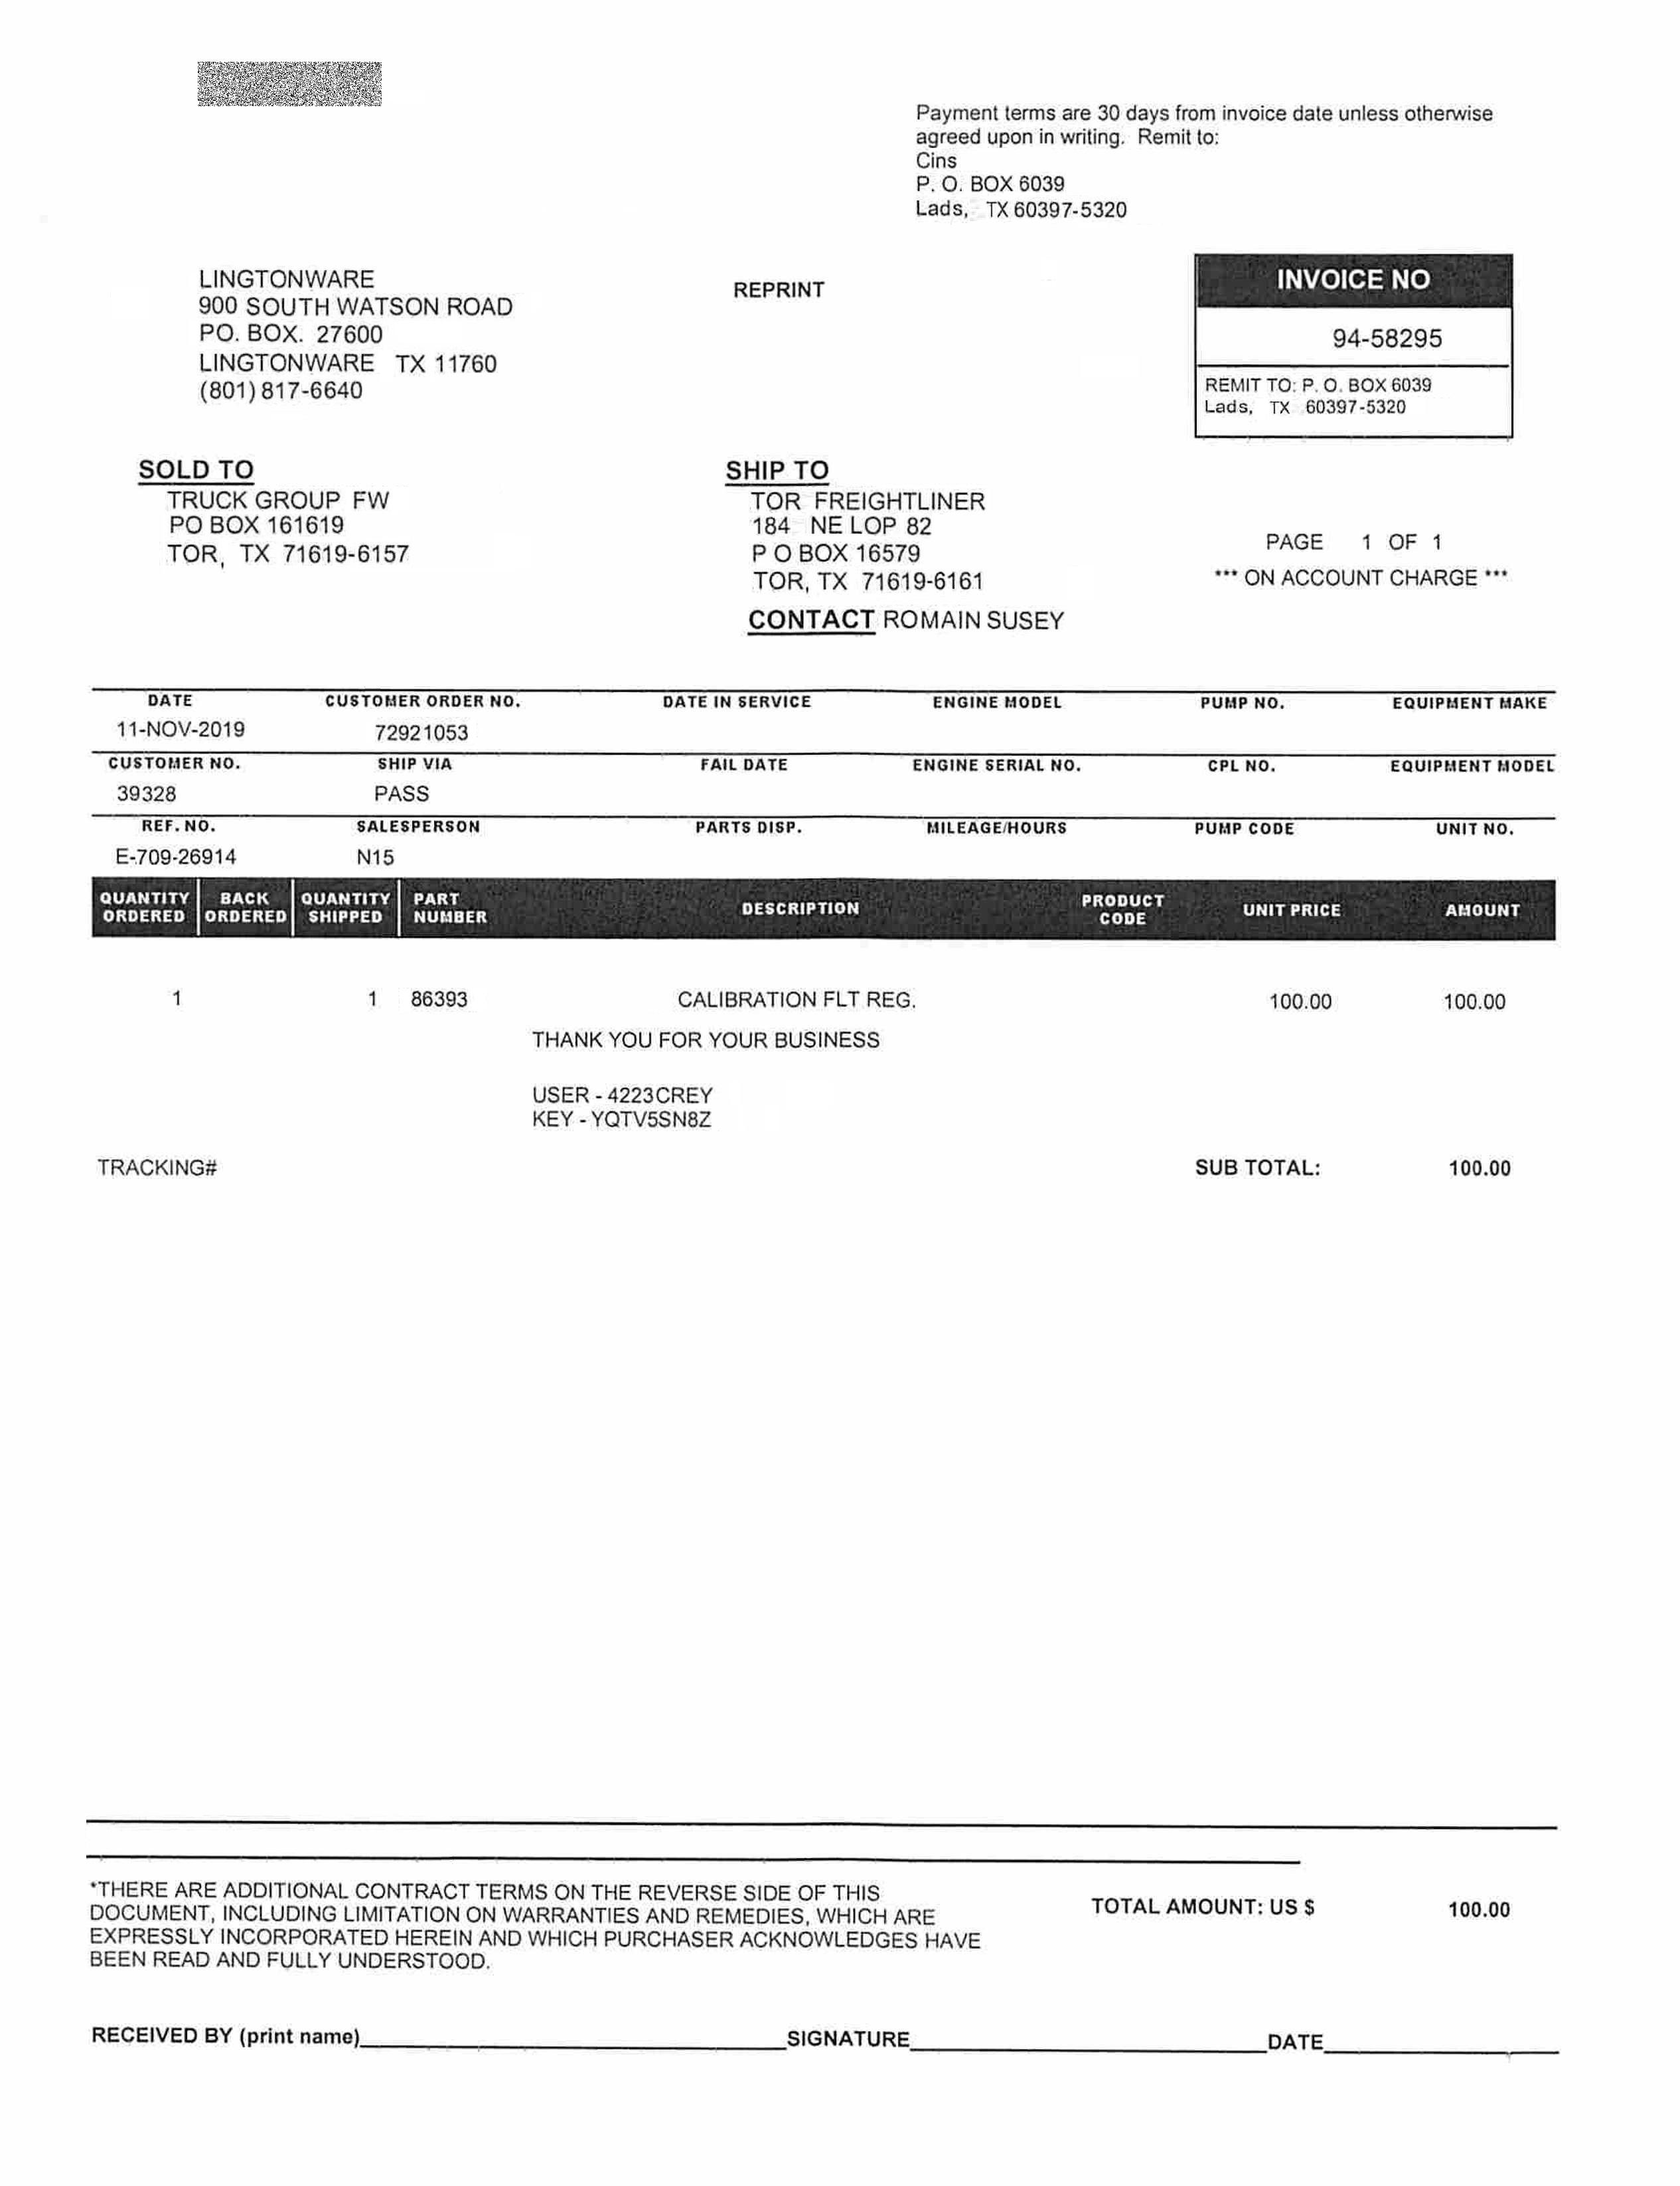 Payment terms are 30 days from invoice date unless otherwise
agreed upon in writing. Remit to:
Cins
P. O. BOX 6039
Lads, TX 60397-5320
LINGTONWARE
900 SOUTH WATSON ROAD
PO. BOX. 27600
LINGTONWARE TX 11760
(801) 817-6640
REPRINT
INVOICE NO
94-58295
REMIT TO: P. O. BOX 6039
Lads, TX 60397-5320
SOLD TO
TRUCK GROUP FW
PO BOX 161619
TOR, TX 71619-6157
SHIP TO
TOR FREIGHTLINER
184 NE LOP 82
P O BOX 16579
TOR, TX 71619-6161
CONTACT ROMAIN SUSEY
PAGE 1 OF 1
*** ON ACCOUNT CHARGE ***
DATE CUSTOMER ORDER NO. DATE IN SERVICE ENGINE MODEL PUMP NO. EQUIPMENT MAKE
11-NOV-2019 72921053
CUSTOMER NO. SHIP VIA FAIL DATE ENGINE SERIAL NO. CPL NO. EQUIPMENT MODEL
39328 PASS
REF. NO. SALESPERSON PARTS DISP. MILEAGE/HOURS PUMP CODE UNIT NO.
E-709-26914 N15
QUANTITY ORDERED BACK ORDERED QUANTITY SHIPPED PART NUMBER DESCRIPTION PRODUCT CODE UNIT PRICE AMOUNT
1 1 86393 CALIBRATION FLT REG. 100.00 100.00
THANK YOU FOR YOUR BUSINESS
USER - 4223CREY
KEY - YQTV5SN8Z
TRACKING# SUB TOTAL: 100.00
*THERE ARE ADDITIONAL CONTRACT TERMS ON THE REVERSE SIDE OF THIS
DOCUMENT, INCLUDING LIMITATION ON WARRANTIES AND REMEDIES, WHICH ARE
EXPRESSLY INCORPORATED HEREIN AND WHICH PURCHASER ACKNOWLEDGES HAVE
BEEN READ AND FULLY UNDERSTOOD.
TOTAL AMOUNT: US $ 100.00
RECEIVED BY (print name) SIGNATURE DATE